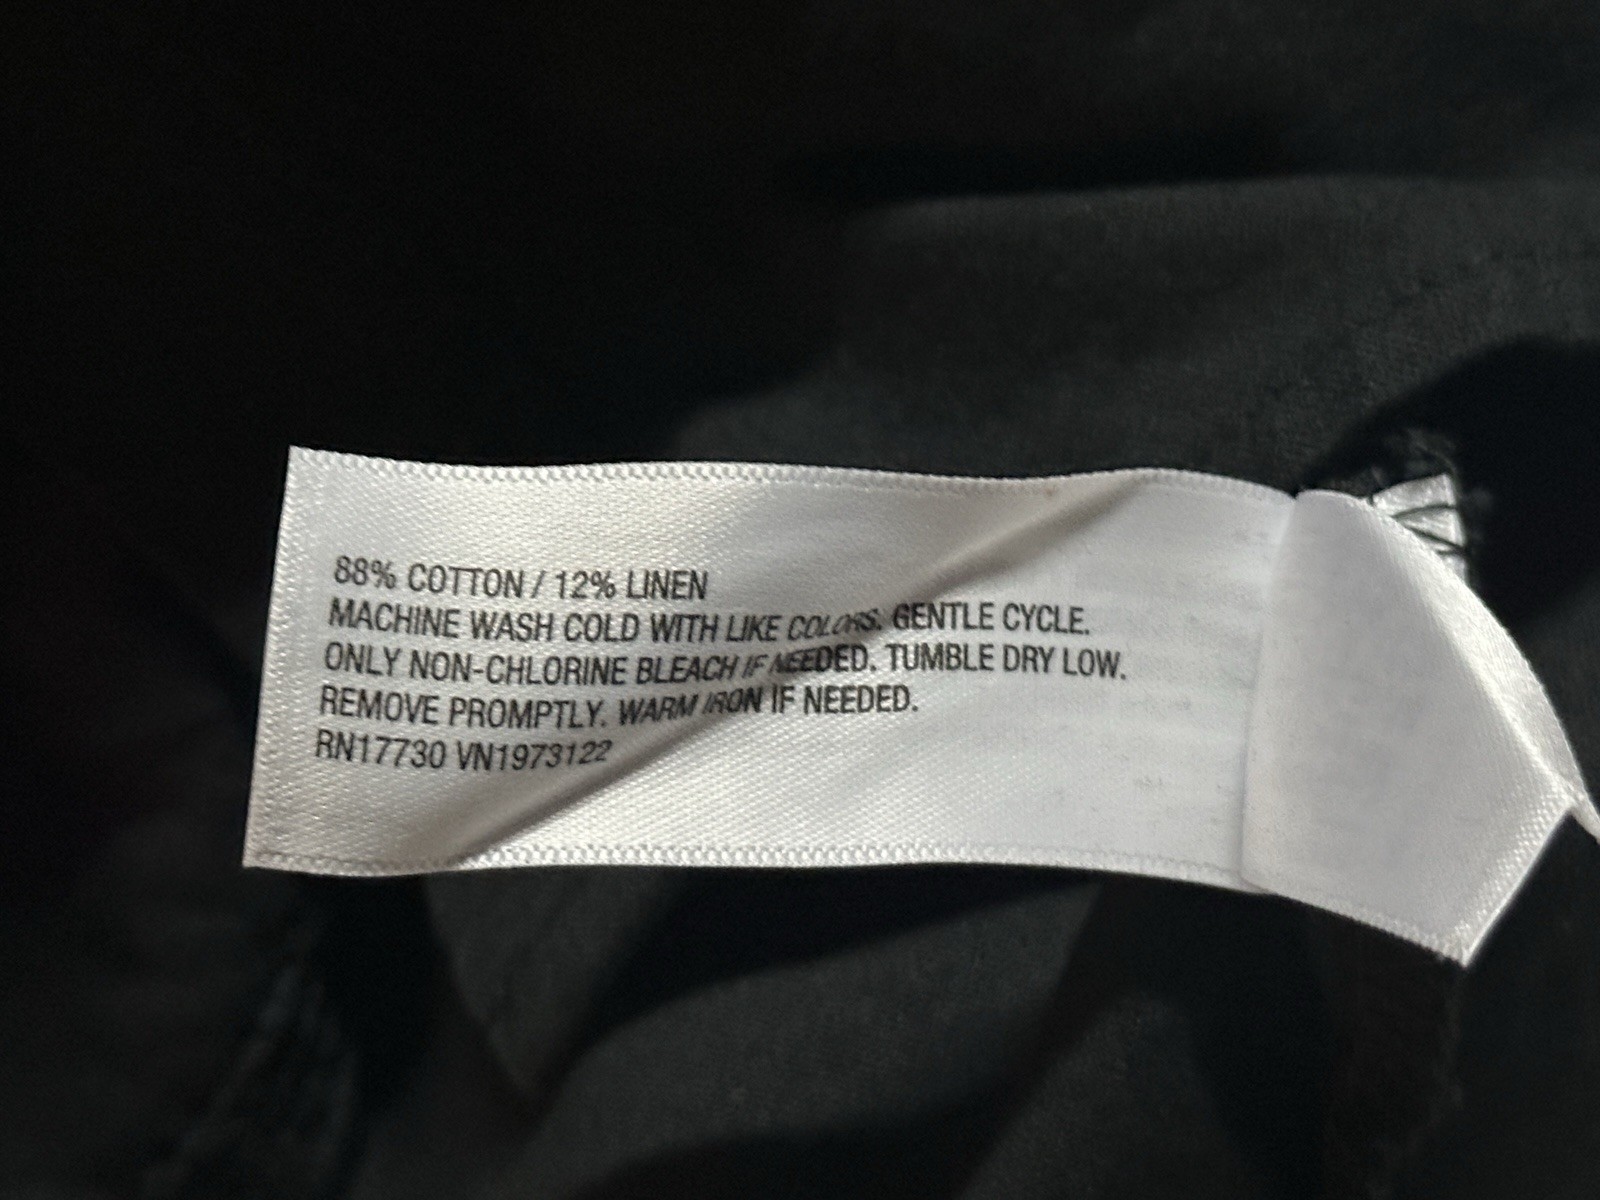 88% COTTON / 12% LINEN
MACHINE WASH COLD WITH LIKE COLORS. GENTLE CYCLE.
ONLY NON-CHLORINE BLEACH IF NEEDED. TUMBLE DRY LOW.
REMOVE PROMPTLY. WARM IRON IF NEEDED.
RN17730 VN1973122